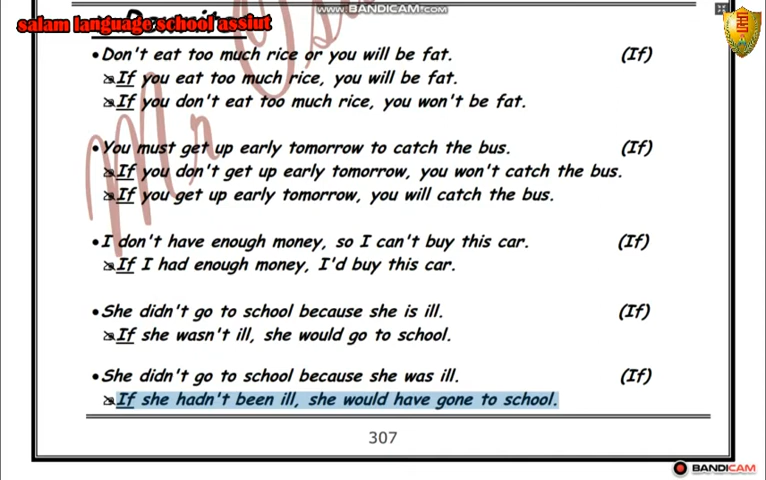 www.BANDICAM.com
salam language school assiut
•Don't eat too much rice or you will be fat. (If)
If you eat too much rice, you will be fat.
If you don't eat too much rice, you won't be fat.
•You must get up early tomorrow to catch the bus. (If)
If you don't get up early tomorrow, you won't catch the bus.
If you get up early tomorrow, you will catch the bus.
•I don't have enough money, so I can't buy this car. (If)
If I had enough money, I'd buy this car.
•She didn't go to school because she is ill. (If)
If she wasn't ill, she would go to school.
•She didn't go to school because she was ill. (If)
If she hadn't been ill, she would have gone to school.
307
Mr
BANDICAM